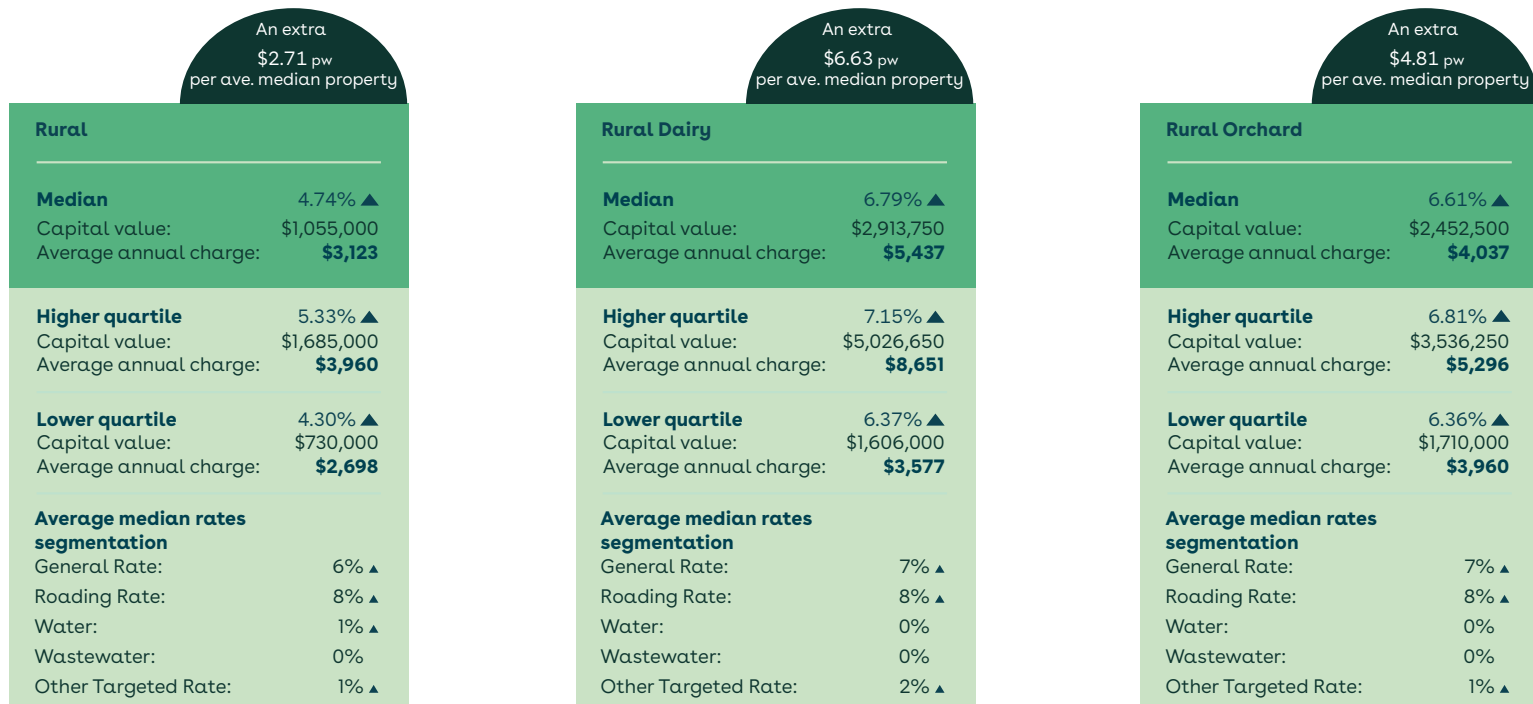 An extra
$2.71 pw
per ave. median property
Rural
Median 4.74%
Capital value: $1,055,000
Average annual charge: $3,123
Higher quartile 5.33%
Capital value: $1,685,000
Average annual charge: $3,960
Lower quartile 4.30%
Capital value: $730,000
Average annual charge: $2,698
Average median rates
segmentation
General Rate: 6%
Roading Rate: 8%
Water: 1%
Wastewater: 0%
Other Targeted Rate: 1%
An extra
$6.63 pw
per ave. median property
Rural Dairy
Median 6.79%
Capital value: $2,913,750
Average annual charge: $5,437
Higher quartile 7.15%
Capital value: $5,026,650
Average annual charge: $8,651
Lower quartile 6.37%
Capital value: $1,606,000
Average annual charge: $3,577
Average median rates
segmentation
General Rate: 7%
Roading Rate: 8%
Water: 0%
Wastewater: 0%
Other Targeted Rate: 2%
An extra
$4.81 pw
per ave. median property
Rural Orchard
Median 6.61%
Capital value: $2,452,500
Average annual charge: $4,037
Higher quartile 6.81%
Capital value: $3,536,250
Average annual charge: $5,296
Lower quartile 6.36%
Capital value: $1,710,000
Average annual charge: $3,960
Average median rates
segmentation
General Rate: 7%
Roading Rate: 8%
Water: 0%
Wastewater: 0%
Other Targeted Rate: 1%